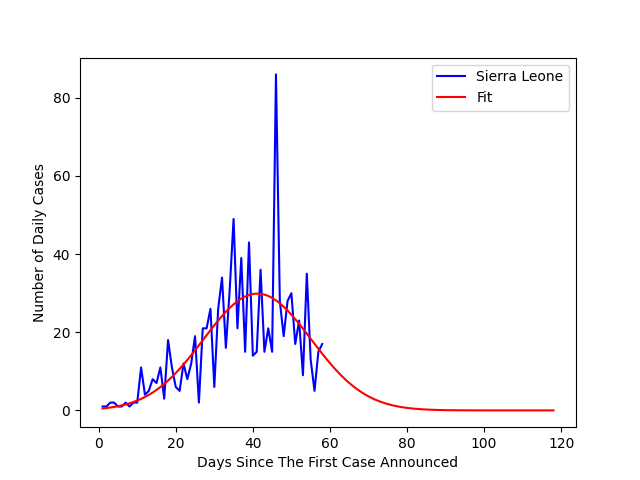 Sierra Leone
Fit
80
60
40
20
0
Number of Daily Cases
0 20 40 60 80 100 120
Days Since The First Case Announced